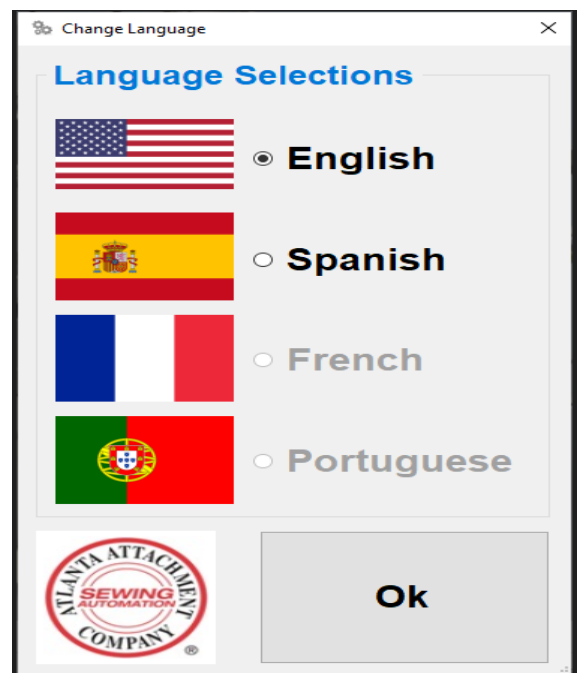 Change Language
Language Selections
English
Spanish
French
Portuguese
ATLANTA ATTACHMENT
SEWING
AUTOMATION
COMPANY
®
Ok